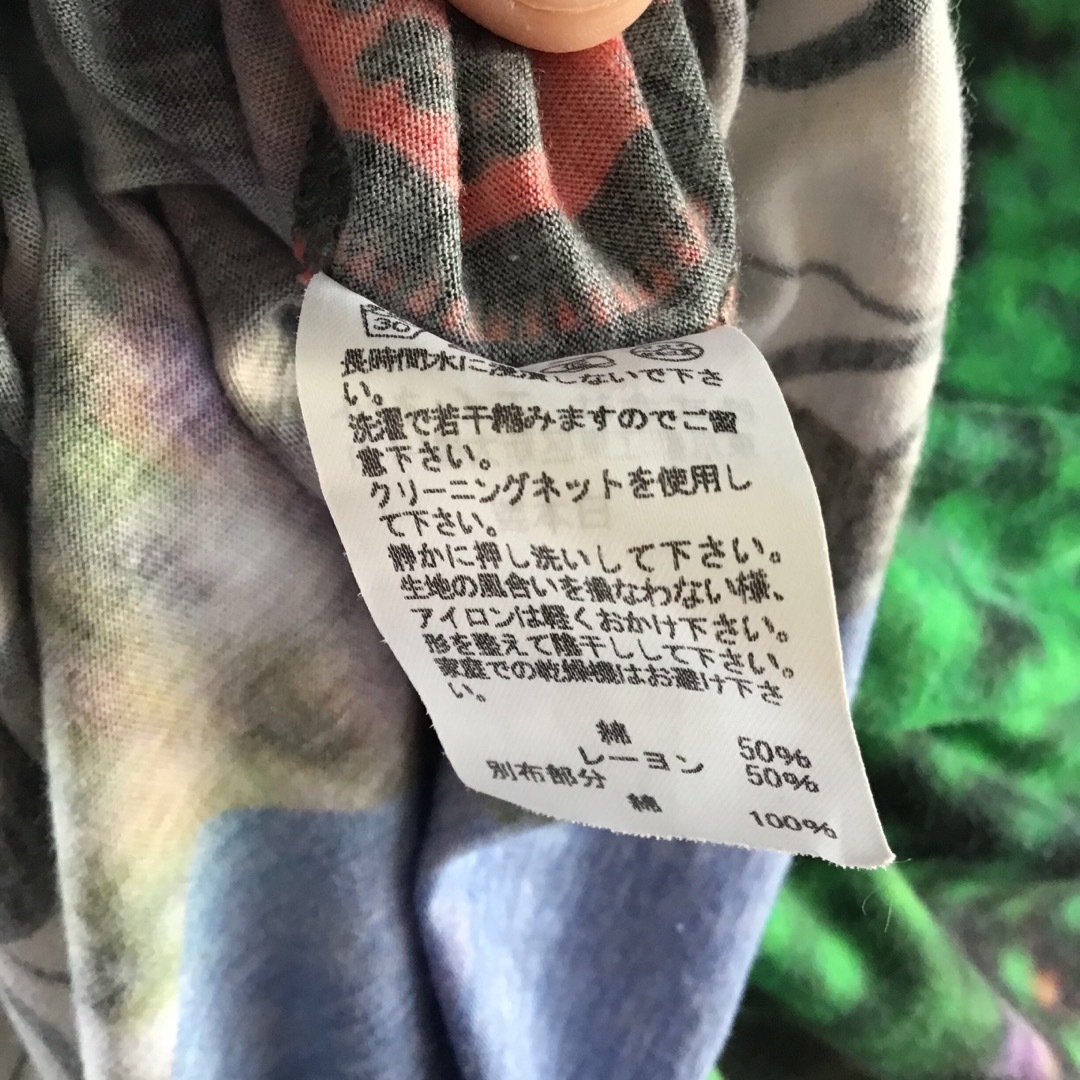 30
長時間水に浸漬しないで下さ
い。
洗濯で若干縮みますのでご留
意下さい。
クリーニングネットを使用し
て下さい。
静かに押し洗いして下さい。
生地の風合いを損なわない様、
アイロンは軽くおかけ下さい。
形を整えて陰干しして下さい。
家庭での乾燥機はお避け下さ
い。
綿 50%
レーヨン 50%
別布部分
綿 100%